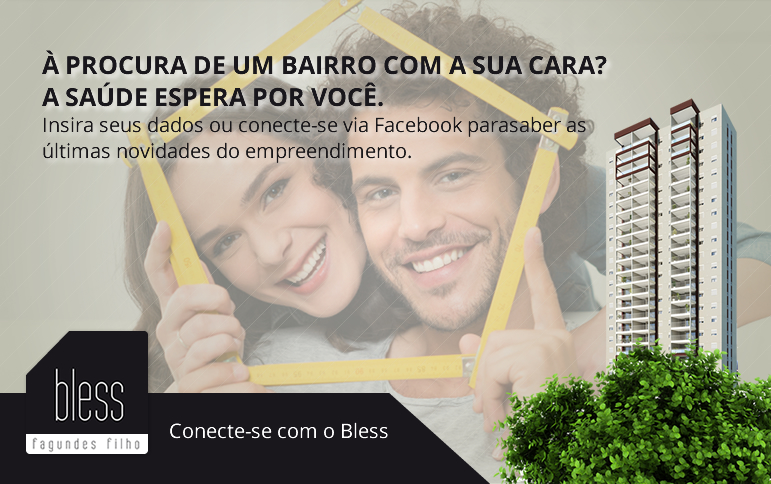 À PROCURA DE UM BAIRRO COM A SUA CARA?
A SAÚDE ESPERA POR VOCÊ.
Insira seus dados ou conecte-se via Facebook parasaber as
últimas novidades do empreendimento.
bless
fagundes filho
Conecte-se com o Bless